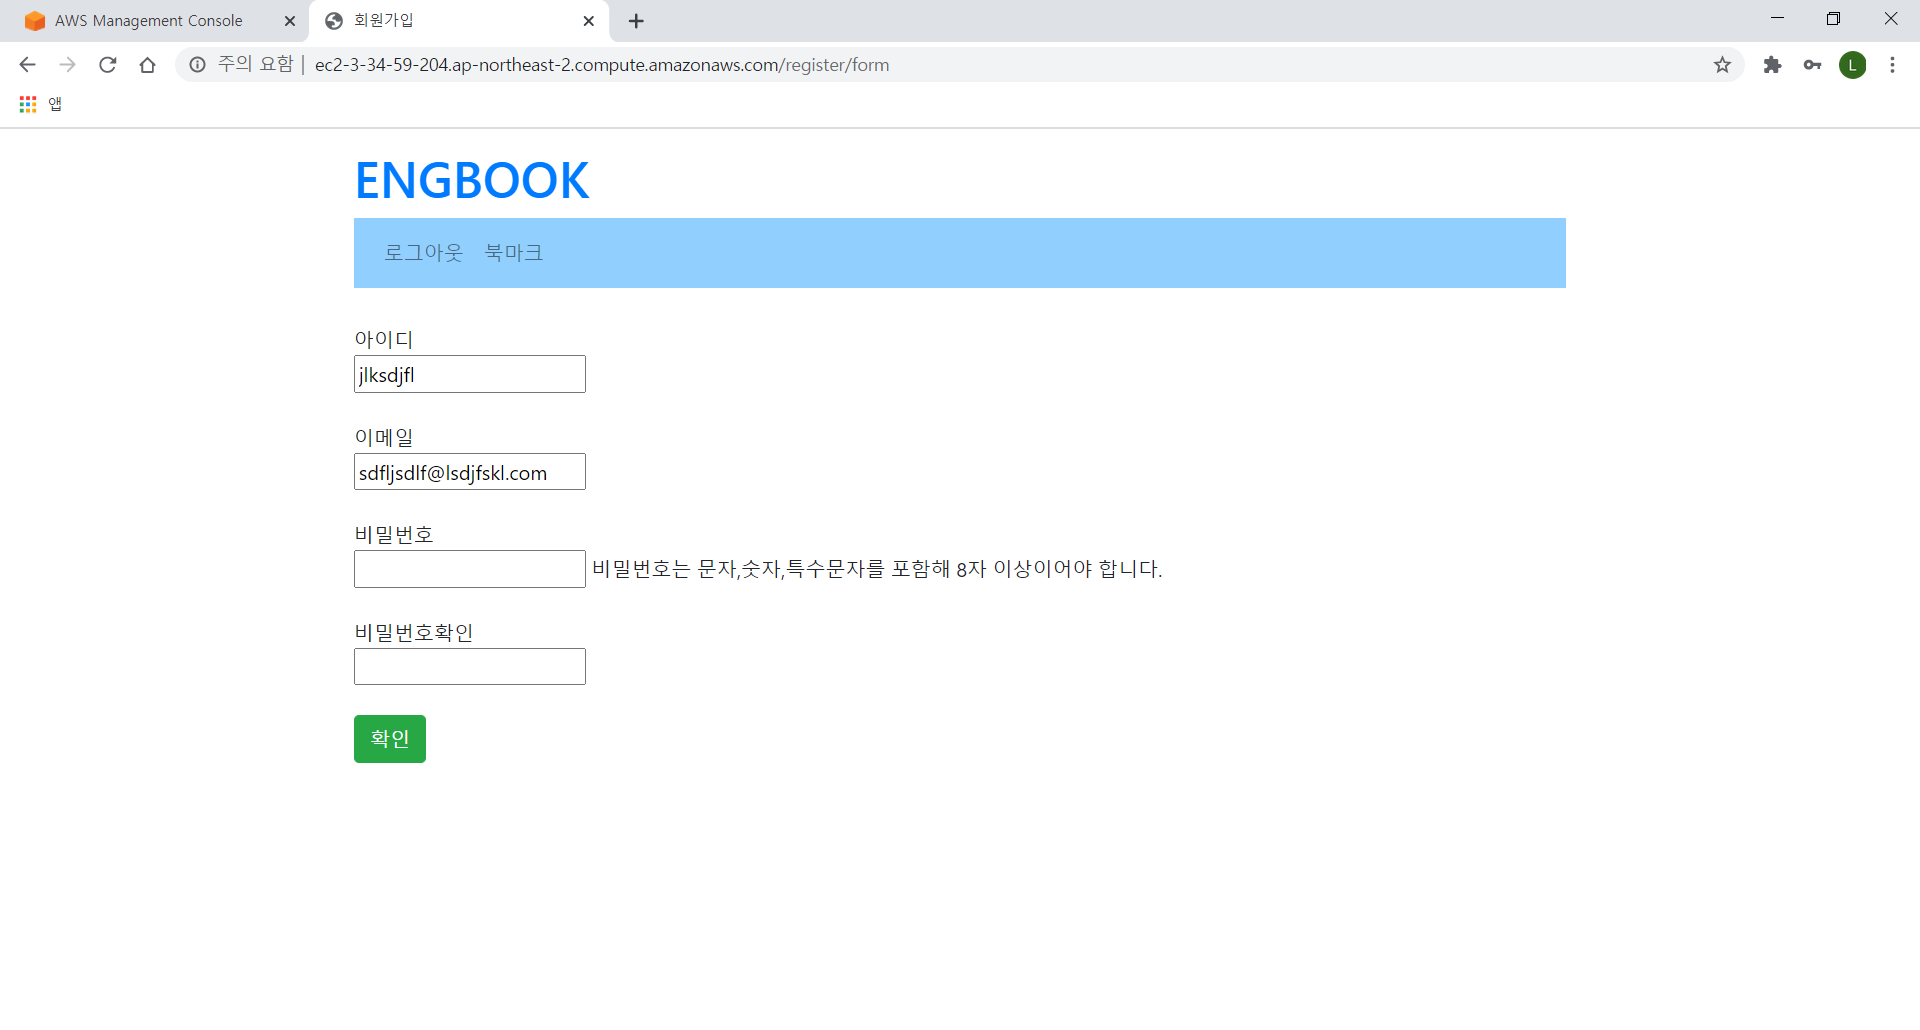 AWS Management Console
회원가입
주의 요함 | ec2-3-34-59-204.ap-northeast-2.compute.amazonaws.com/register/form
L
앱
ENGBOOK
로그아웃 북마크
아이디
jlksdjfl
이메일
sdfljsdlf@lsdjfskl.com
비밀번호
비밀번호는 문자,숫자,특수문자를 포함해 8자 이상이어야 합니다.
비밀번호확인
확인